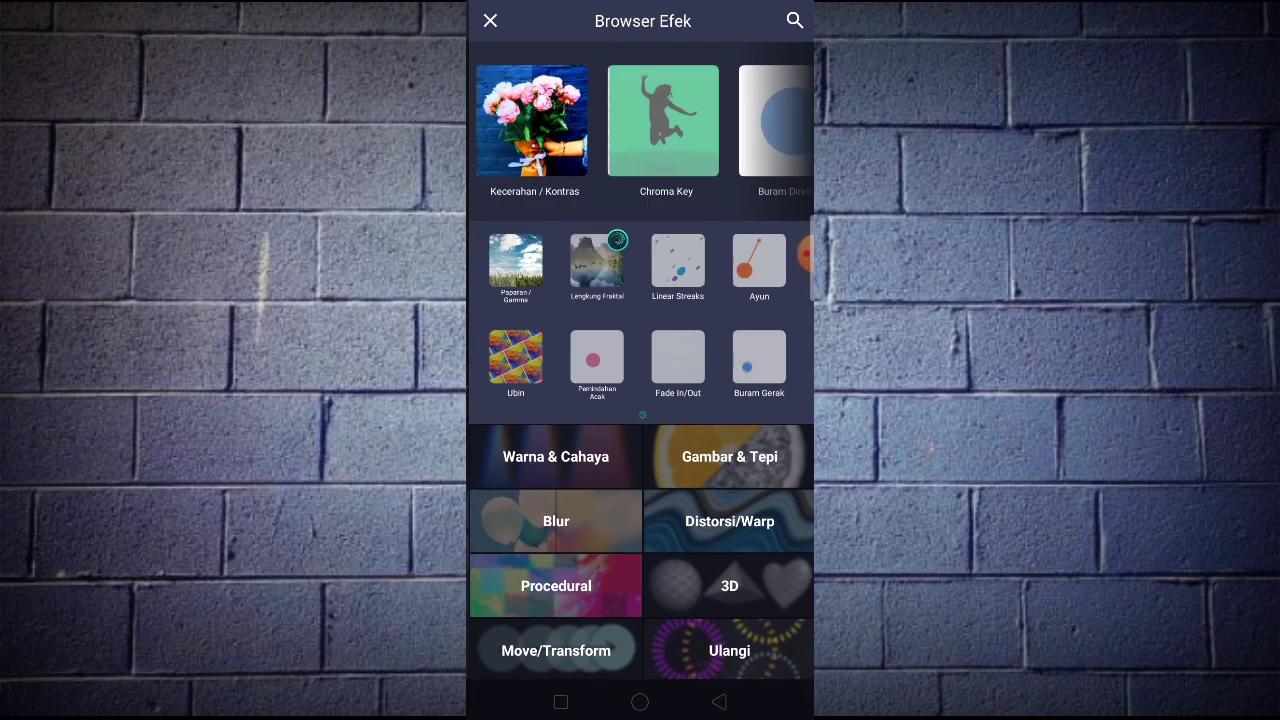 Browser Efek
Kecerahan / Kontras
Chroma Key
Buram
Paparan /
Gamma
Lengkung Fraktal
Linear Streaks
Ayun
Ubin
Pemindahan
Acak
Fade In/Out
Buram Gerak
Warna & Cahaya
Gambar & Tepi
Blur
Distorsi/Warp
Procedural
3D
Move/Transform
Ulangi